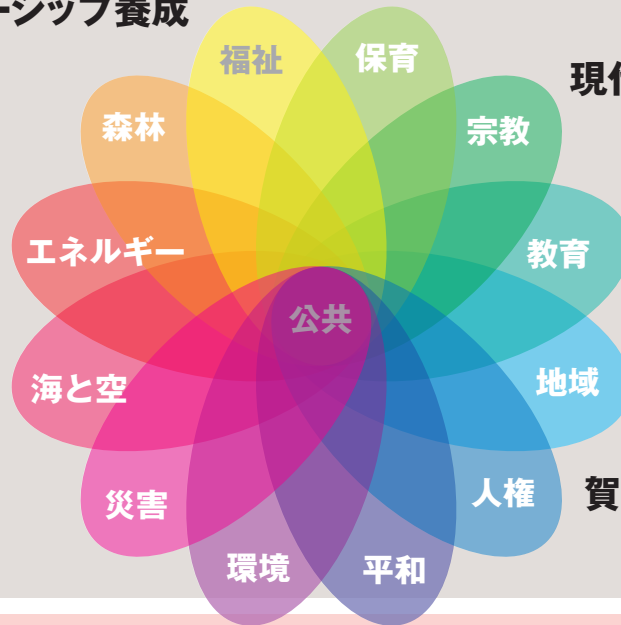 ーシップ養成
福祉
保育
現代
森林
宗教
エネルギー
教育
公共
海と空
地域
災害
人権
賀
環境
平和